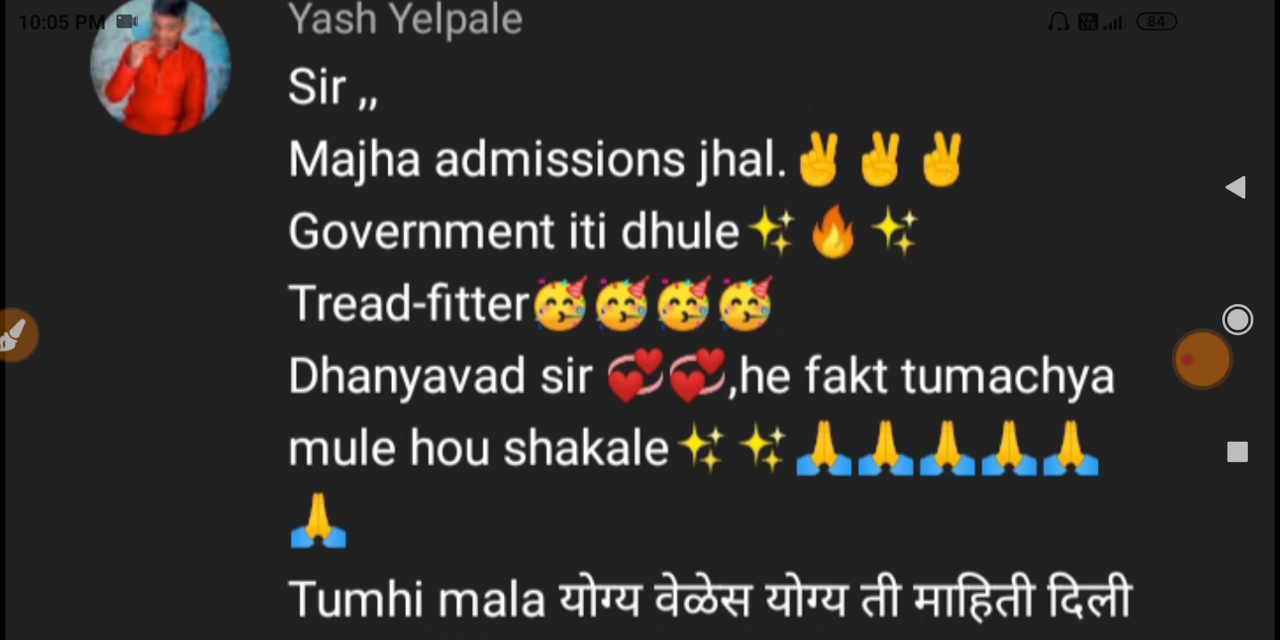 10:05 PM
84
Yash Yelpale
Sir ,,
Majha admissions jhal.✌✌✌
Government iti dhule✨🔥✨
Tread-fitter🥳🥳🥳🥳
Dhanyavad sir 💞💞,he fakt tumachya
mule hou shakale✨✨🙏🙏🙏🙏🙏
🙏
Tumhi mala योग्य वेळेस योग्य ती माहिती दिली